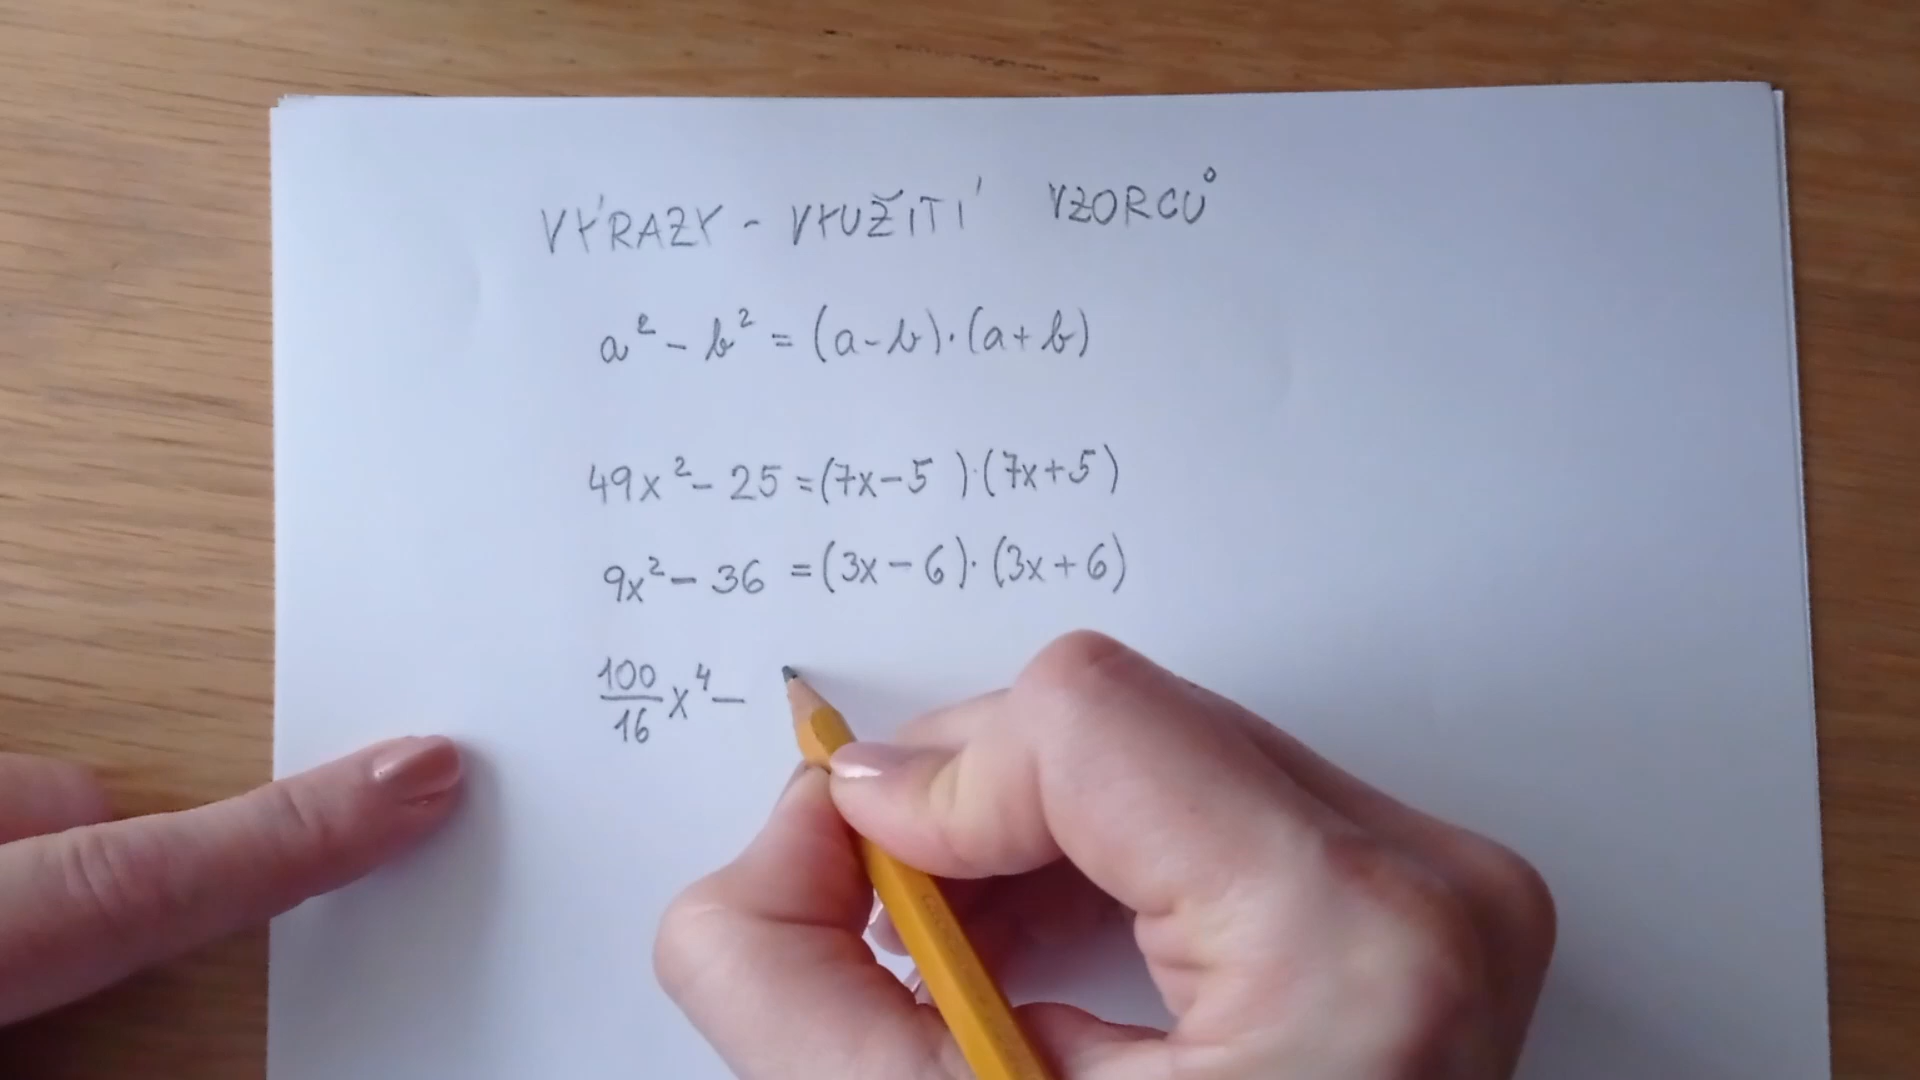 VÝRAZY - VYUŽITÍ VZORCŮ
a² - b² = (a-b)·(a+b)
49x² - 25 = (7x-5)·(7x+5)
9x² - 36 = (3x-6)·(3x+6)
100/16 x⁴ -